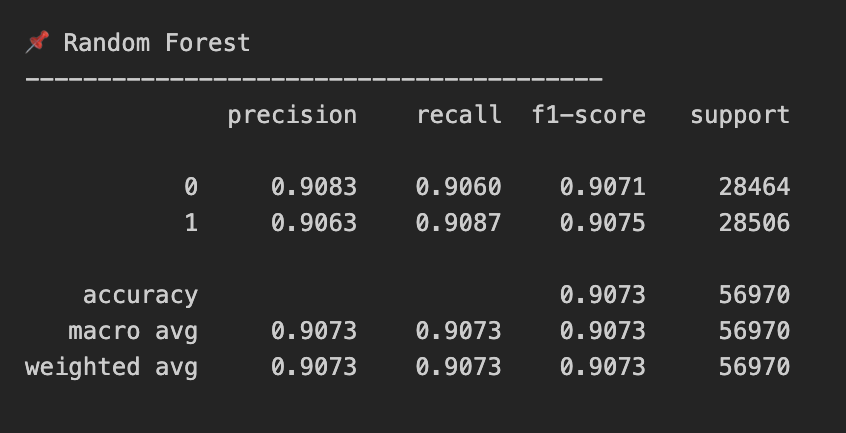 📌 Random Forest
----------------------------------------
precision recall f1-score support
0 0.9083 0.9060 0.9071 28464
1 0.9063 0.9087 0.9075 28506
accuracy 0.9073 56970
macro avg 0.9073 0.9073 0.9073 56970
weighted avg 0.9073 0.9073 0.9073 56970